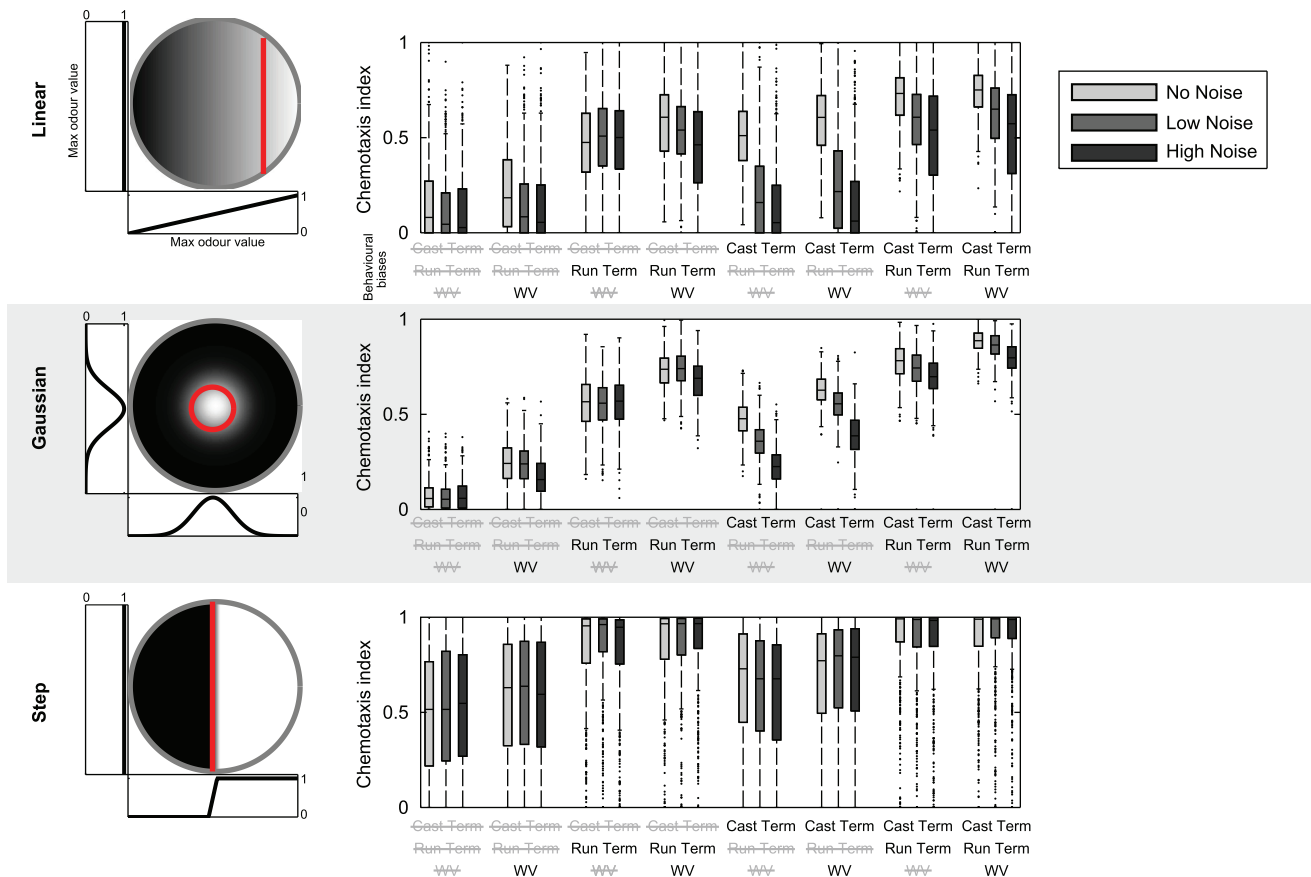 Linear
0 1
Max odour value
1
0
Max odour value
Chemotaxis index
1
0.5
0
Behavioural biases
Cast Term Cast Term Cast Term Cast Term Cast Term Cast Term Cast Term Cast Term
Run Term Run Term Run Term Run Term Run Term Run Term Run Term Run Term
WV WV WV WV WV WV WV WV
No Noise
Low Noise
High Noise
Gaussian
0 1
1
0
Chemotaxis index
1
0.5
0
Cast Term Cast Term Cast Term Cast Term Cast Term Cast Term Cast Term Cast Term
Run Term Run Term Run Term Run Term Run Term Run Term Run Term Run Term
WV WV WV WV WV WV WV WV
Step
0 1
1
0
Chemotaxis index
1
0.5
0
Cast Term Cast Term Cast Term Cast Term Cast Term Cast Term Cast Term Cast Term
Run Term Run Term Run Term Run Term Run Term Run Term Run Term Run Term
WV WV WV WV WV WV WV WV